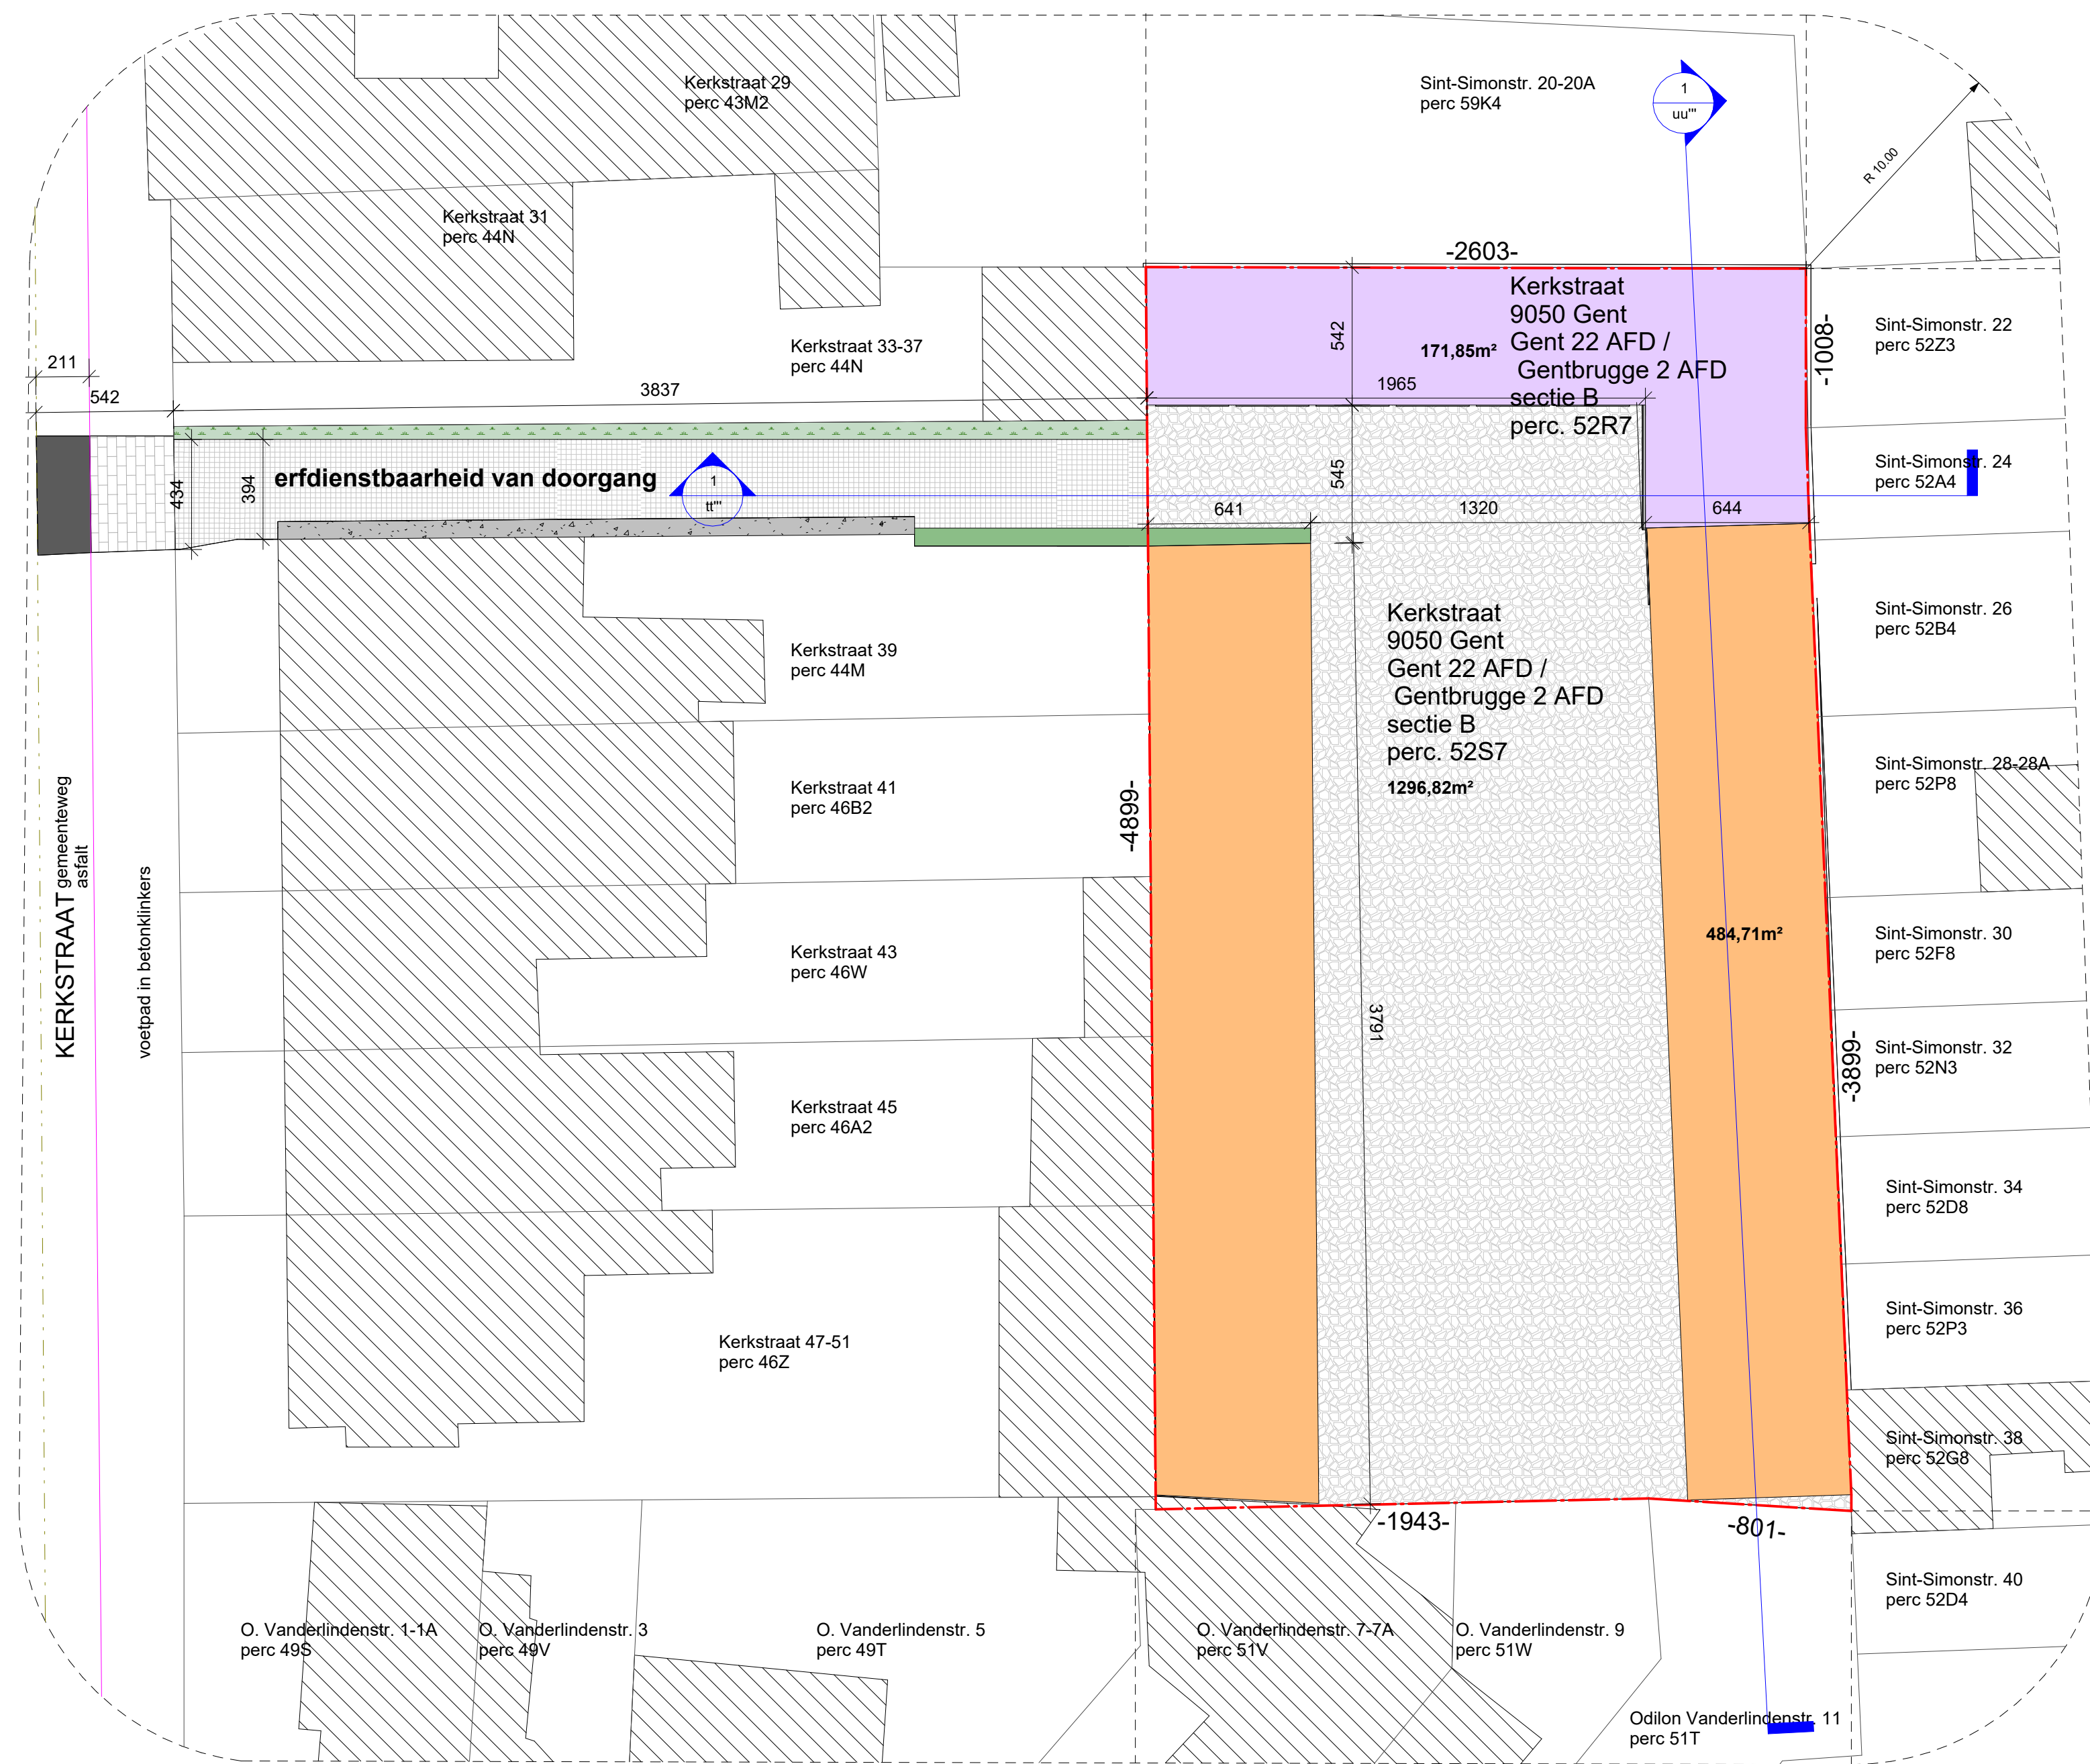 Kerkstraat 29
perc 43M2
Sint-Simonstr. 20-20A
perc 59K4
1
uu'''
R 10.00
Kerkstraat 31
perc 44N
-2603-
Kerkstraat
9050 Gent
Gent 22 AFD /
Gentbrugge 2 AFD
sectie B
perc. 52R7
171,85m²
542
-1008-
Sint-Simonstr. 22
perc 52Z3
Kerkstraat 33-37
perc 44N
211
542
3837
1965
Sint-Simonstr. 24
perc 52A4
erfdienstbaarheid van doorgang
434
394
1
tt'''
545
641
1320
644
Kerkstraat
9050 Gent
Gent 22 AFD /
Gentbrugge 2 AFD
sectie B
perc. 52S7
1296,82m²
Sint-Simonstr. 26
perc 52B4
Kerkstraat 39
perc 44M
Sint-Simonstr. 28-28A
perc 52P8
Kerkstraat 41
perc 46B2
-4899-
KERKSTRAAT gemeenteweg
asfalt
voetpad in betonklinkers
484,71m²
Sint-Simonstr. 30
perc 52F8
Kerkstraat 43
perc 46W
3791
-3899-
Sint-Simonstr. 32
perc 52N3
Kerkstraat 45
perc 46A2
Sint-Simonstr. 34
perc 52D8
Sint-Simonstr. 36
perc 52P3
Kerkstraat 47-51
perc 46Z
Sint-Simonstr. 38
perc 52G8
-1943-
-801-
Sint-Simonstr. 40
perc 52D4
O. Vanderlindenstr. 1-1A
perc 49S
O. Vanderlindenstr. 3
perc 49V
O. Vanderlindenstr. 5
perc 49T
O. Vanderlindenstr. 7-7A
perc 51V
O. Vanderlindenstr. 9
perc 51W
Odilon Vanderlindenstr. 11
perc 51T